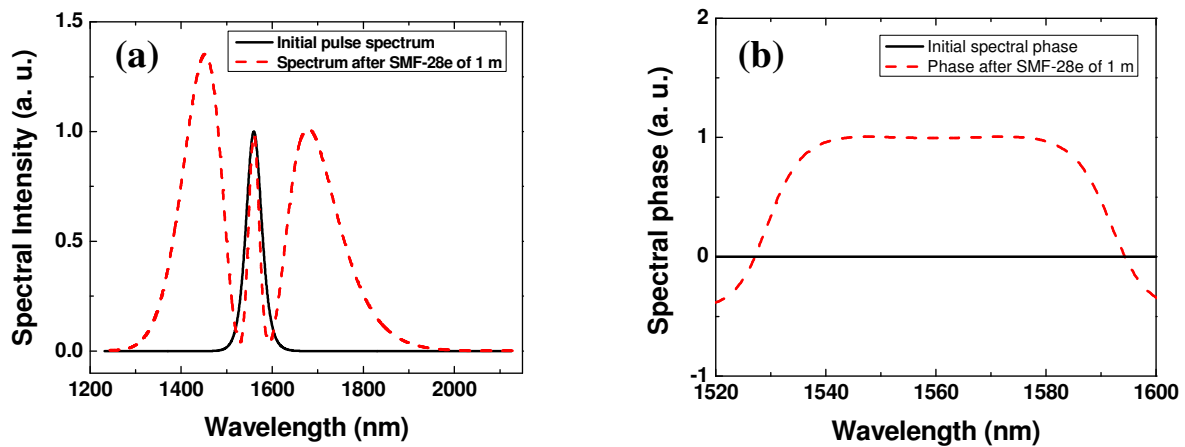 (a)
Initial pulse spectrum
Spectrum after SMF-28e of 1 m
Spectral Intensity (a. u.)
1.5
1.0
0.5
0.0
1200 1400 1600 1800 2000
Wavelength (nm)
(b)
Initial spectral phase
Phase after SMF-28e of 1 m
Spectral phase (a. u.)
2
1
0
-1
1520 1540 1560 1580 1600
Wavelength (nm)